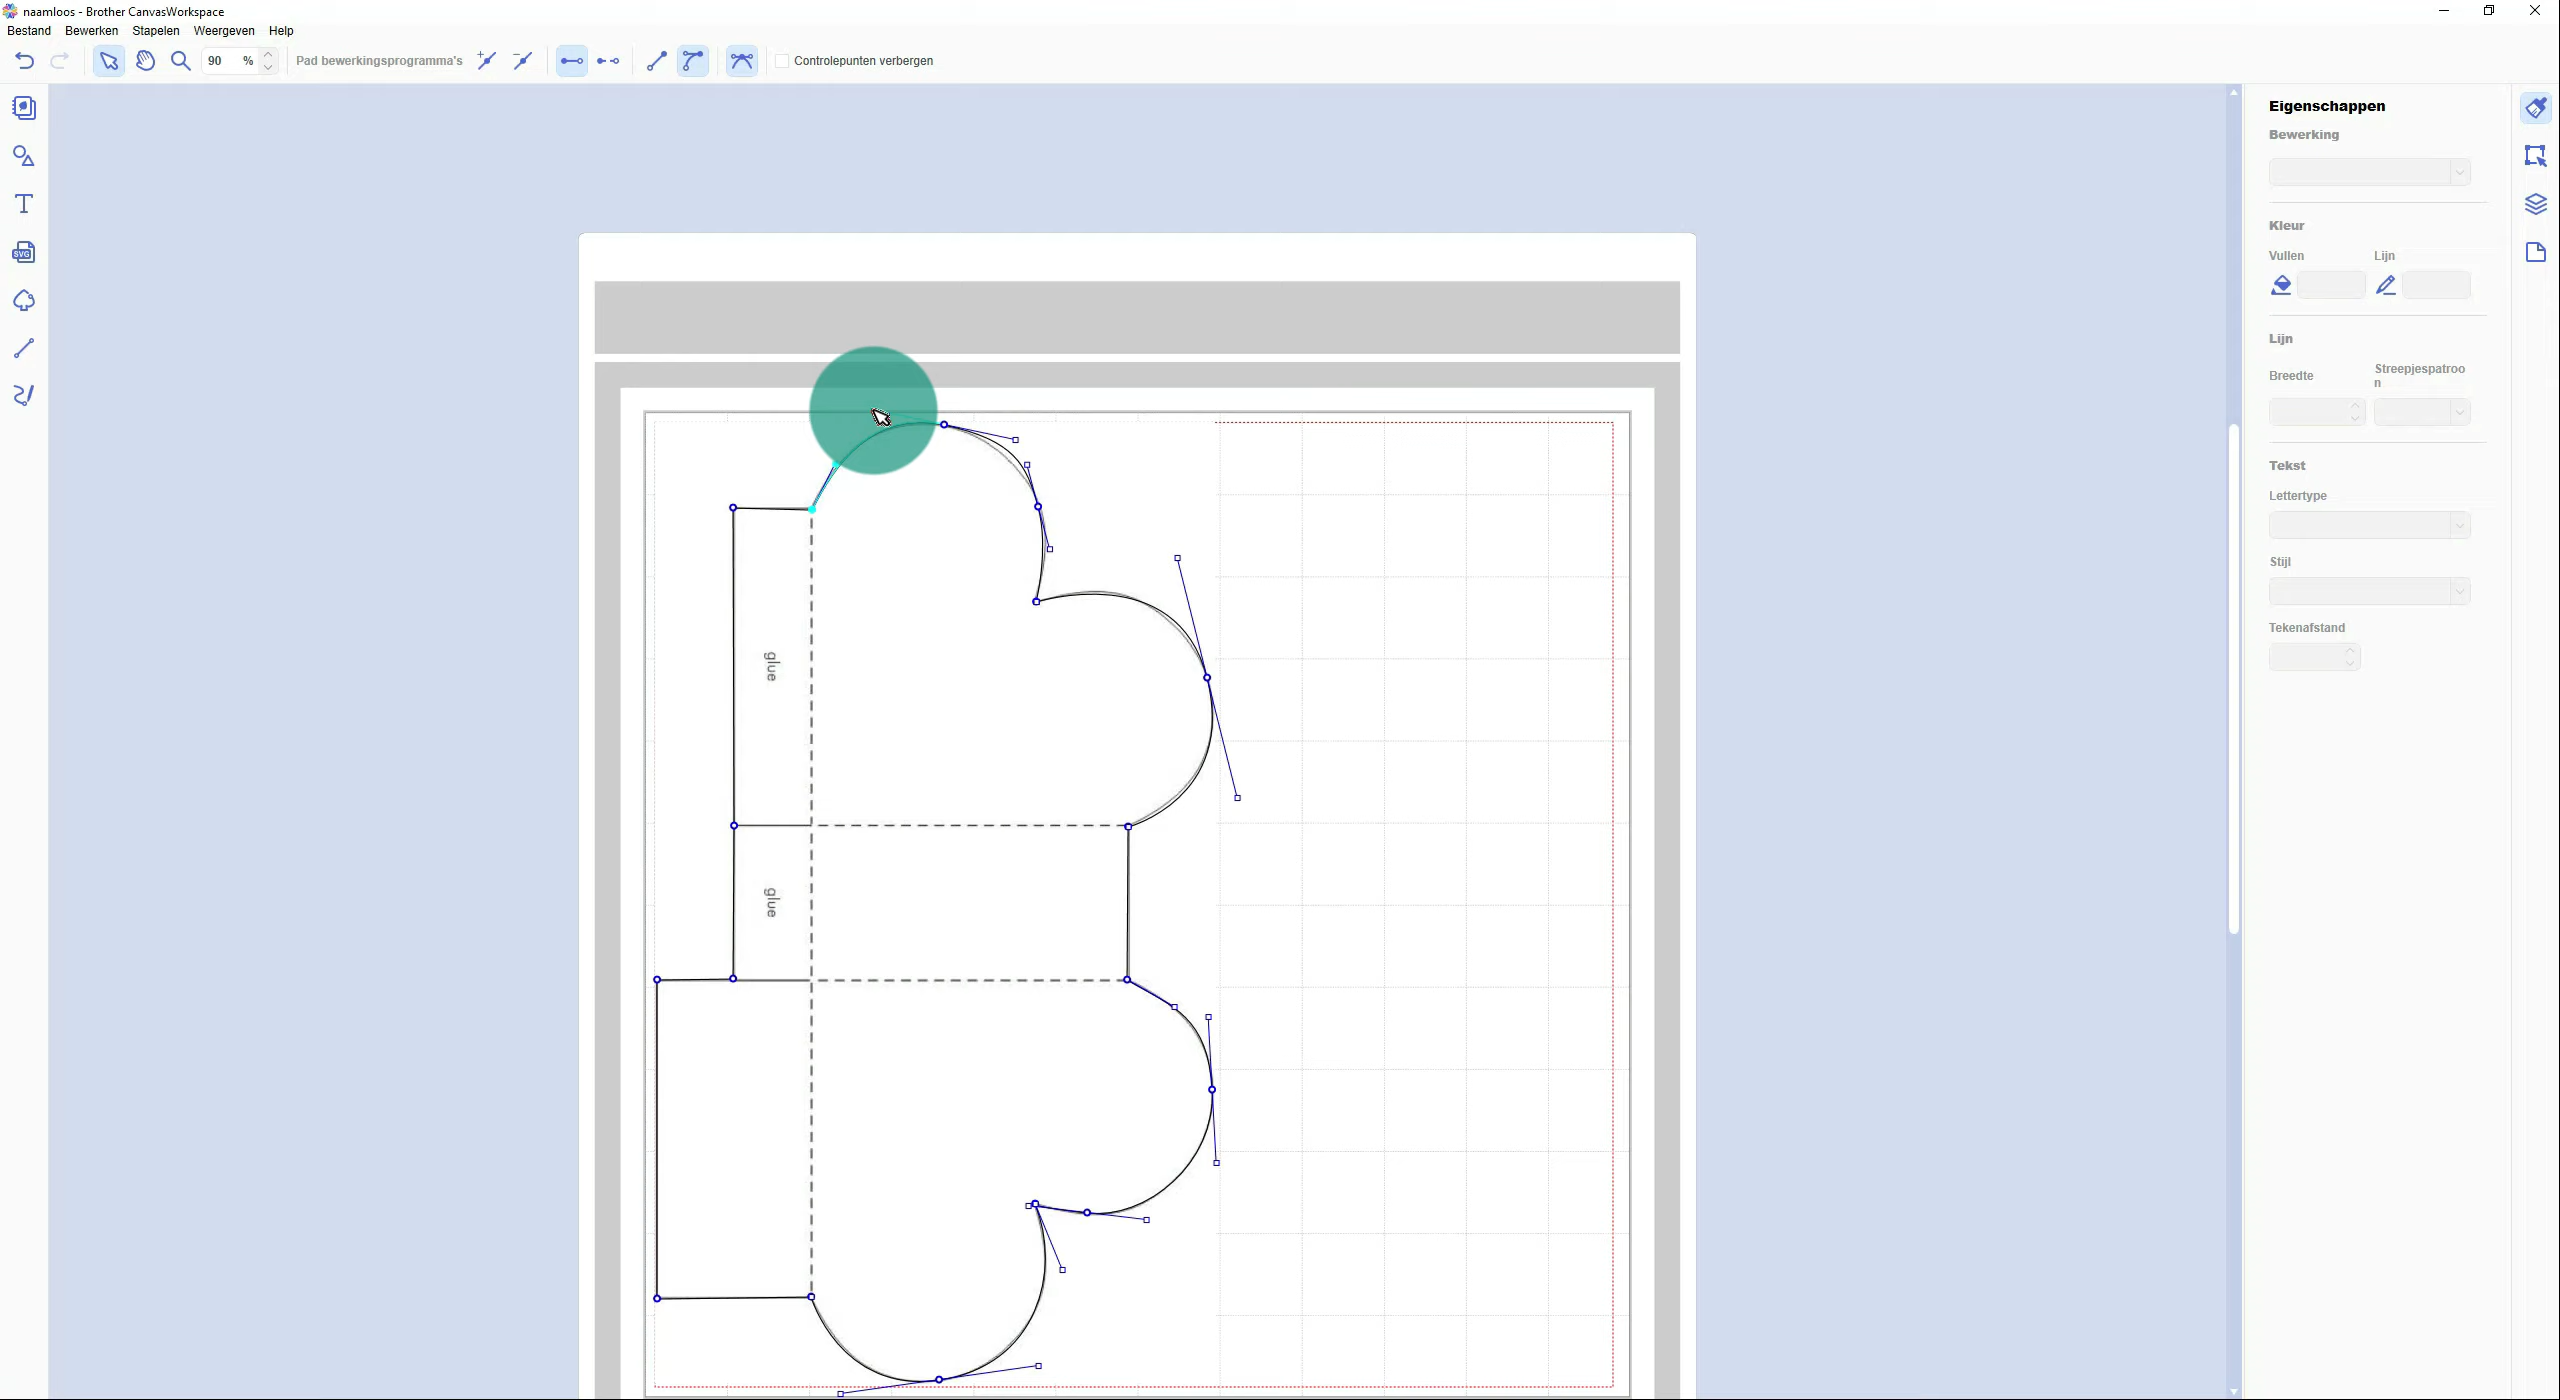 naamloos - Brother CanvasWorkspace
Bestand Bewerken Stapelen Weergeven Help
90 % Pad bewerkingsprogramma's Controlepunten verbergen
SVG
Eigenschappen
Bewerking
Kleur
Vullen Lijn
Lijn
Breedte Streepjespatroo
n
Tekst
Lettertype
Stijl
Tekenafstand
glue
glue